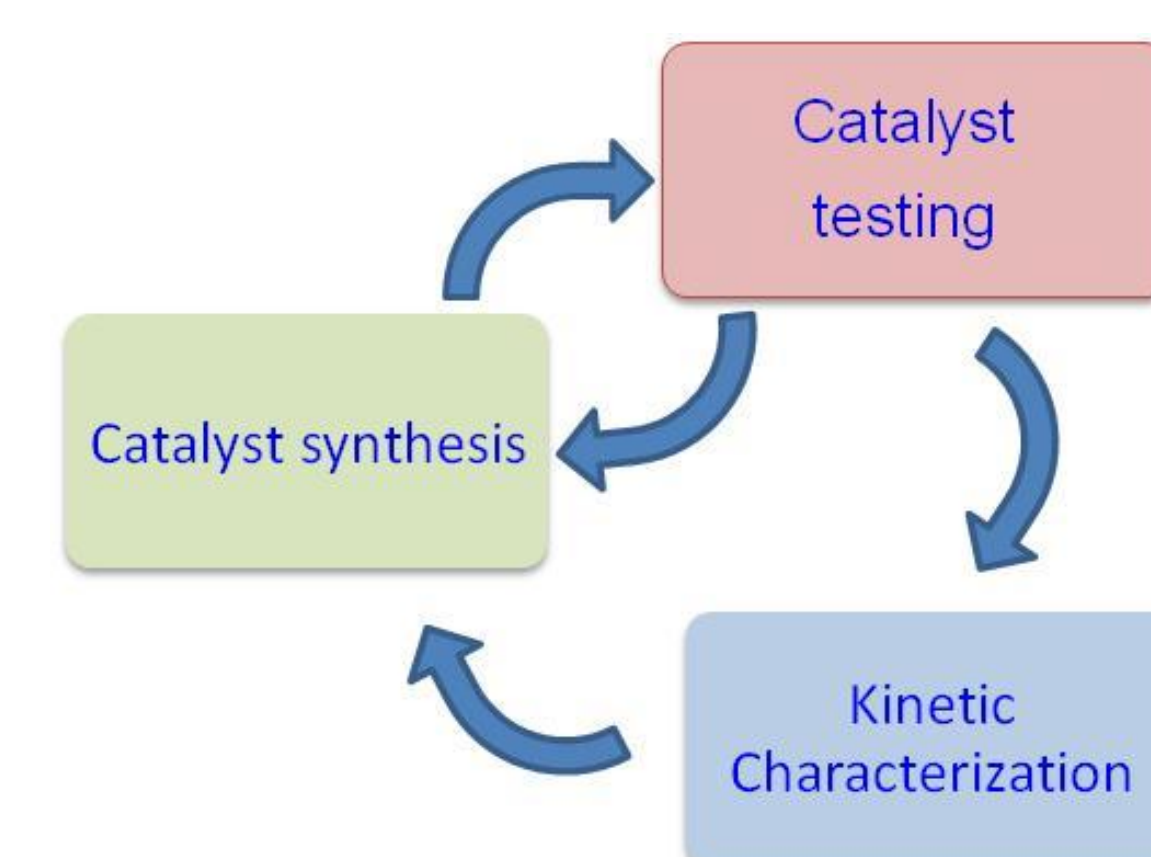 Catalyst
testing
Catalyst synthesis
Kinetic
Characterization